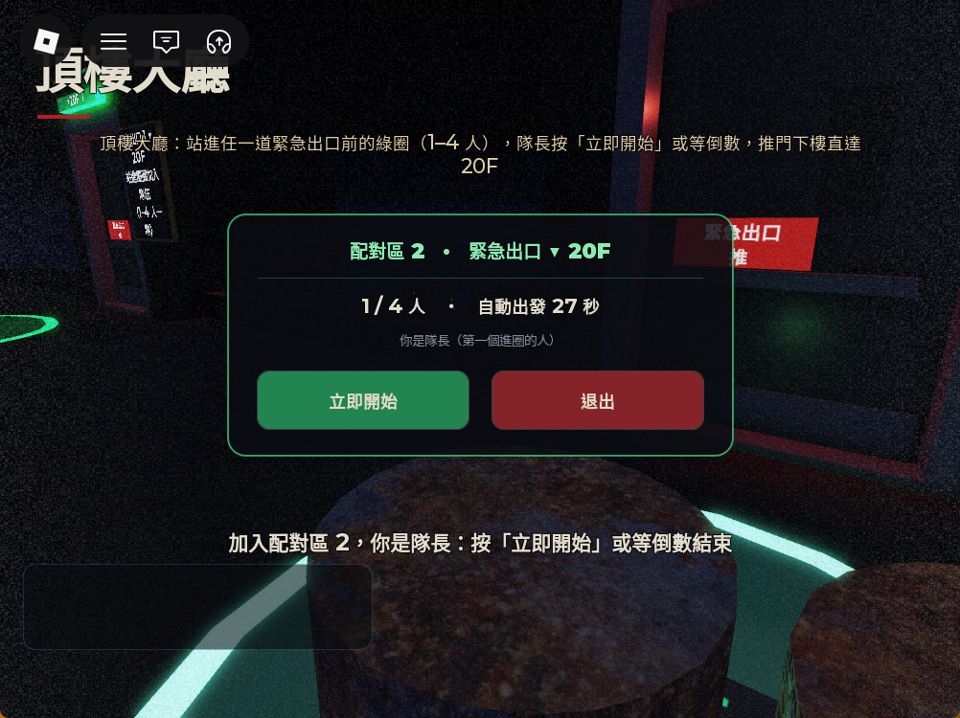 頂樓大廳
頂樓大廳：站進任一道緊急出口前的綠圈（1–4 人），隊長按「立即開始」或等倒數，推門下樓直達
20F
20F
配對區 2 • 緊急出口 ▼ 20F
緊急出口
推
1 / 4 人 · 自動出發 27 秒
你是隊長（第一個進圈的人）
立即開始
退出
加入配對區 2，你是隊長：按「立即開始」或等倒數結束